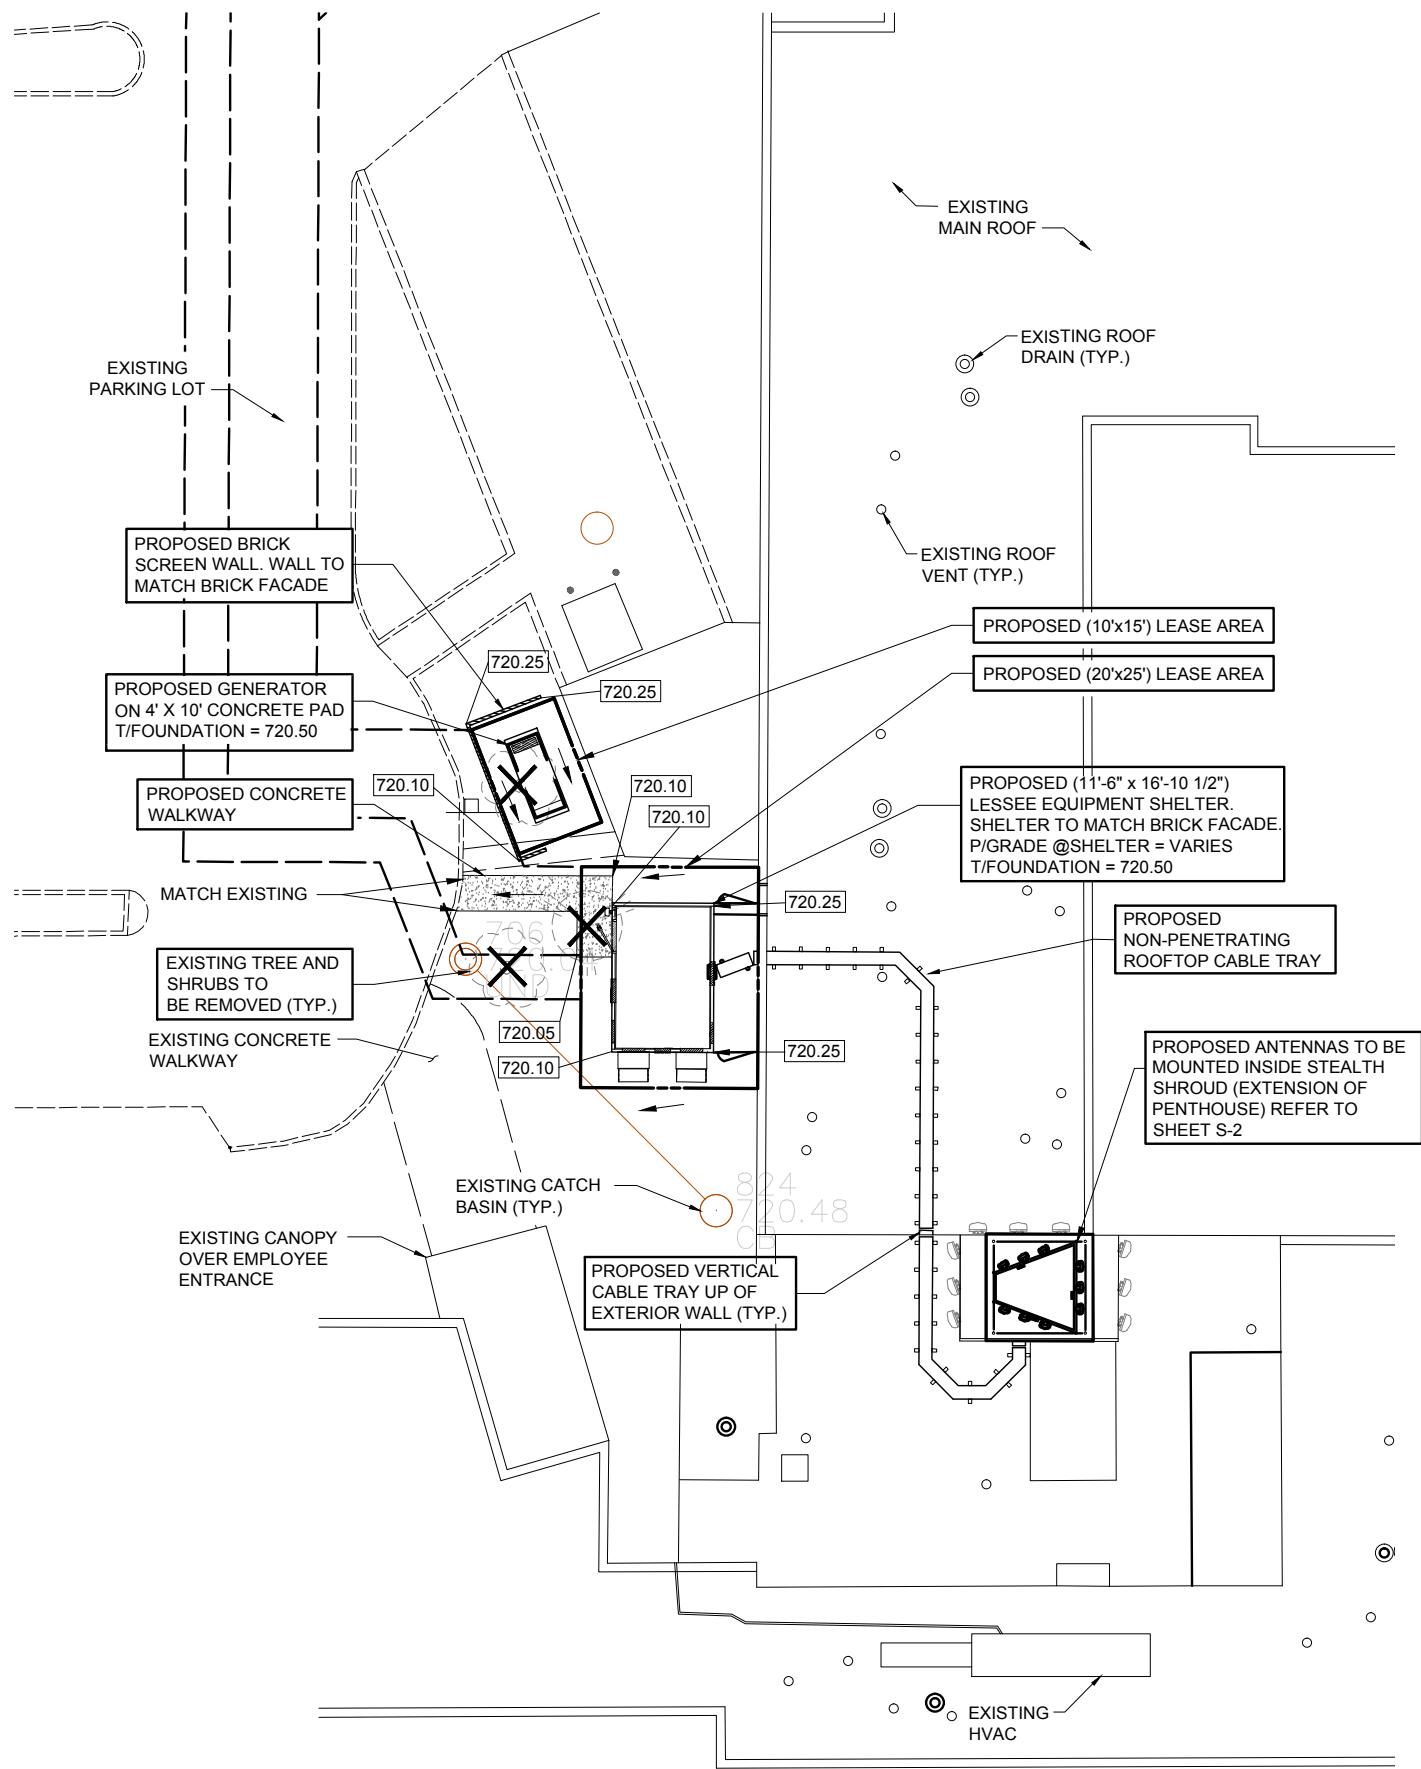 EXISTING
MAIN ROOF
EXISTING ROOF
DRAIN (TYP.)
EXISTING
PARKING LOT
PROPOSED BRICK
SCREEN WALL. WALL TO
MATCH BRICK FACADE
EXISTING ROOF
VENT (TYP.)
PROPOSED (10'x15') LEASE AREA
720.25
PROPOSED (20'x25') LEASE AREA
720.25
PROPOSED GENERATOR
ON 4' X 10' CONCRETE PAD
T/FOUNDATION = 720.50
720.10
720.10
720.10
PROPOSED CONCRETE
WALKWAY
PROPOSED (11'-6" x 16'-10 1/2")
LESSEE EQUIPMENT SHELTER.
SHELTER TO MATCH BRICK FACADE.
P/GRADE @SHELTER = VARIES
T/FOUNDATION = 720.50
MATCH EXISTING
720.25
706
PROPOSED
NON-PENETRATING
ROOFTOP CABLE TRAY
EXISTING TREE AND
SHRUBS TO
BE REMOVED (TYP.)
720.05
EXISTING CONCRETE
WALKWAY
720.10
720.25
PROPOSED ANTENNAS TO BE
MOUNTED INSIDE STEALTH
SHROUD (EXTENSION OF
PENTHOUSE) REFER TO
SHEET S-2
EXISTING CATCH
BASIN (TYP.)
824
720.48
CB
EXISTING CANOPY
OVER EMPLOYEE
ENTRANCE
PROPOSED VERTICAL
CABLE TRAY UP OF
EXTERIOR WALL (TYP.)
EXISTING
HVAC